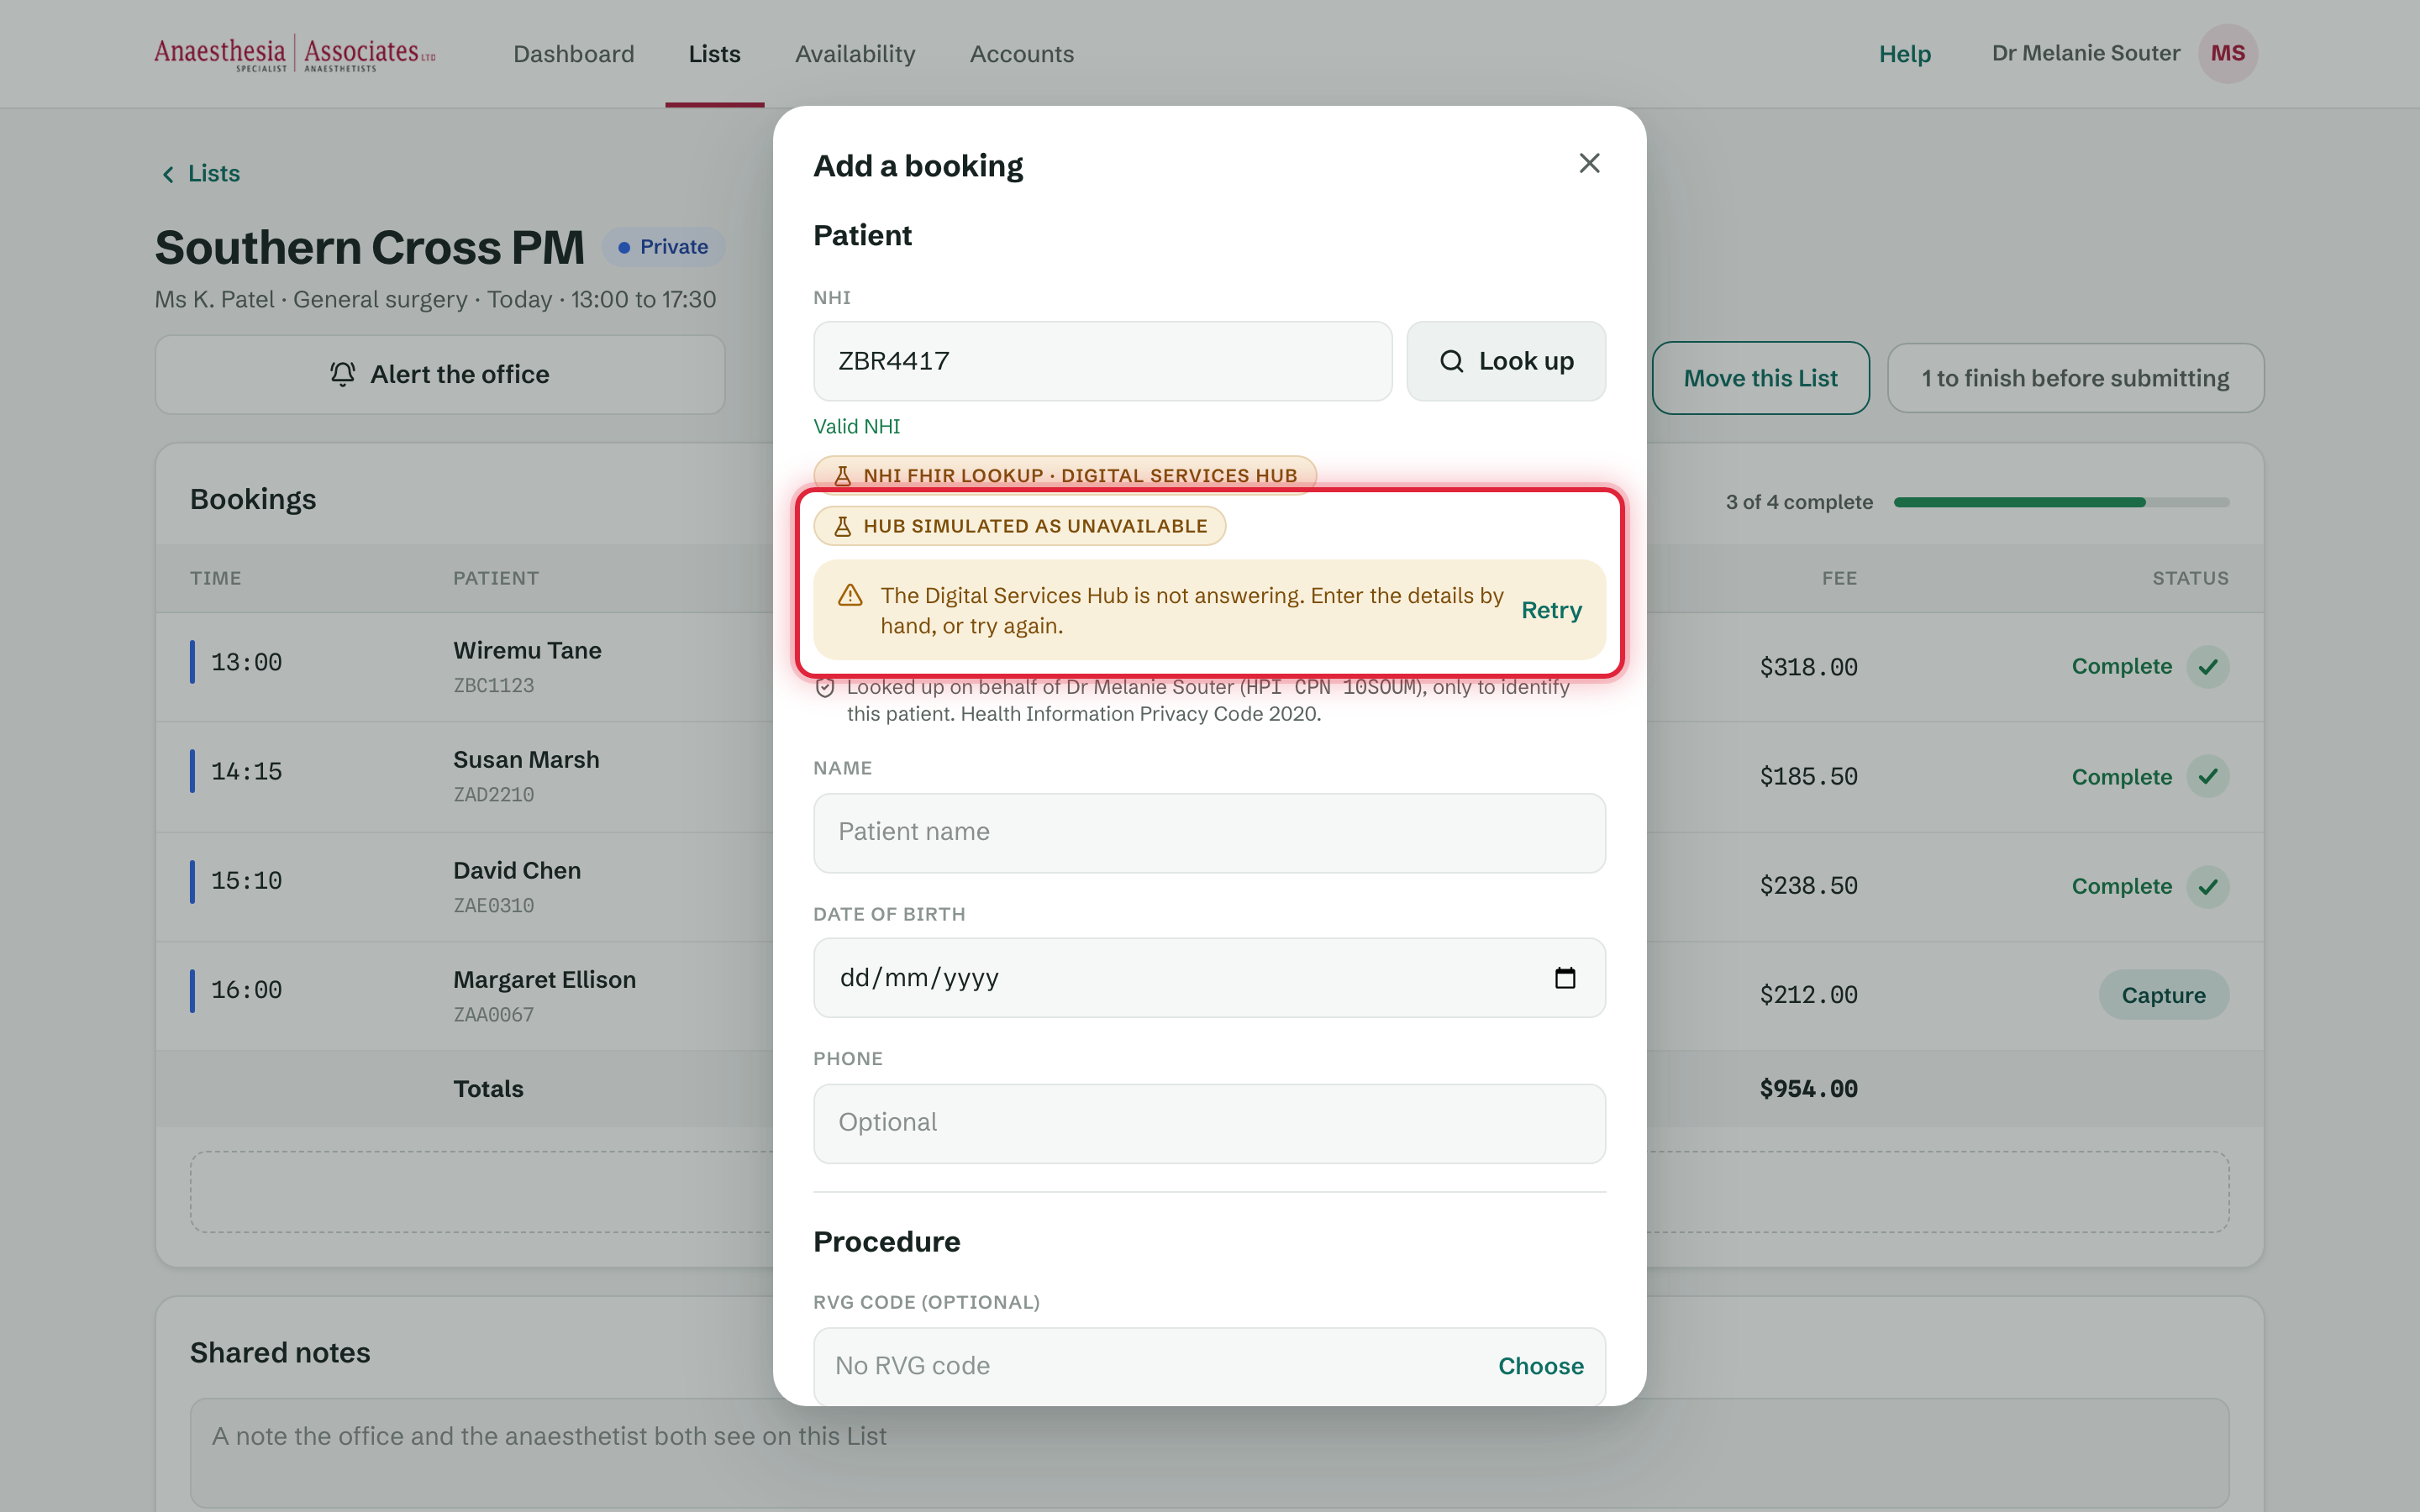 Anaesthesia | Associates LTD
SPECIALIST ANAESTHETISTS
Dashboard
Lists
Availability
Accounts
Help
Dr Melanie Souter
MS
Lists
Southern Cross PM
Private
Ms K. Patel · General surgery · Today · 13:00 to 17:30
Alert the office
Move this List
1 to finish before submitting
Bookings
3 of 4 complete
TIME
PATIENT
FEE
STATUS
13:00
Wiremu Tane
ZBC1123
$318.00
Complete
14:15
Susan Marsh
ZAD2210
$185.50
Complete
15:10
David Chen
ZAE0310
$238.50
Complete
16:00
Margaret Ellison
ZAA0067
$212.00
Capture
Totals
$954.00
Shared notes
A note the office and the anaesthetist both see on this List
Add a booking
Patient
NHI
ZBR4417
Look up
Valid NHI
NHI FHIR LOOKUP · DIGITAL SERVICES HUB
HUB SIMULATED AS UNAVAILABLE
The Digital Services Hub is not answering. Enter the details by
hand, or try again.
Retry
Looked up on behalf of Dr Melanie Souter (HPI CPN 10SOUM), only to identify
this patient. Health Information Privacy Code 2020.
NAME
Patient name
DATE OF BIRTH
dd/mm/yyyy
PHONE
Optional
Procedure
RVG CODE (OPTIONAL)
No RVG code
Choose